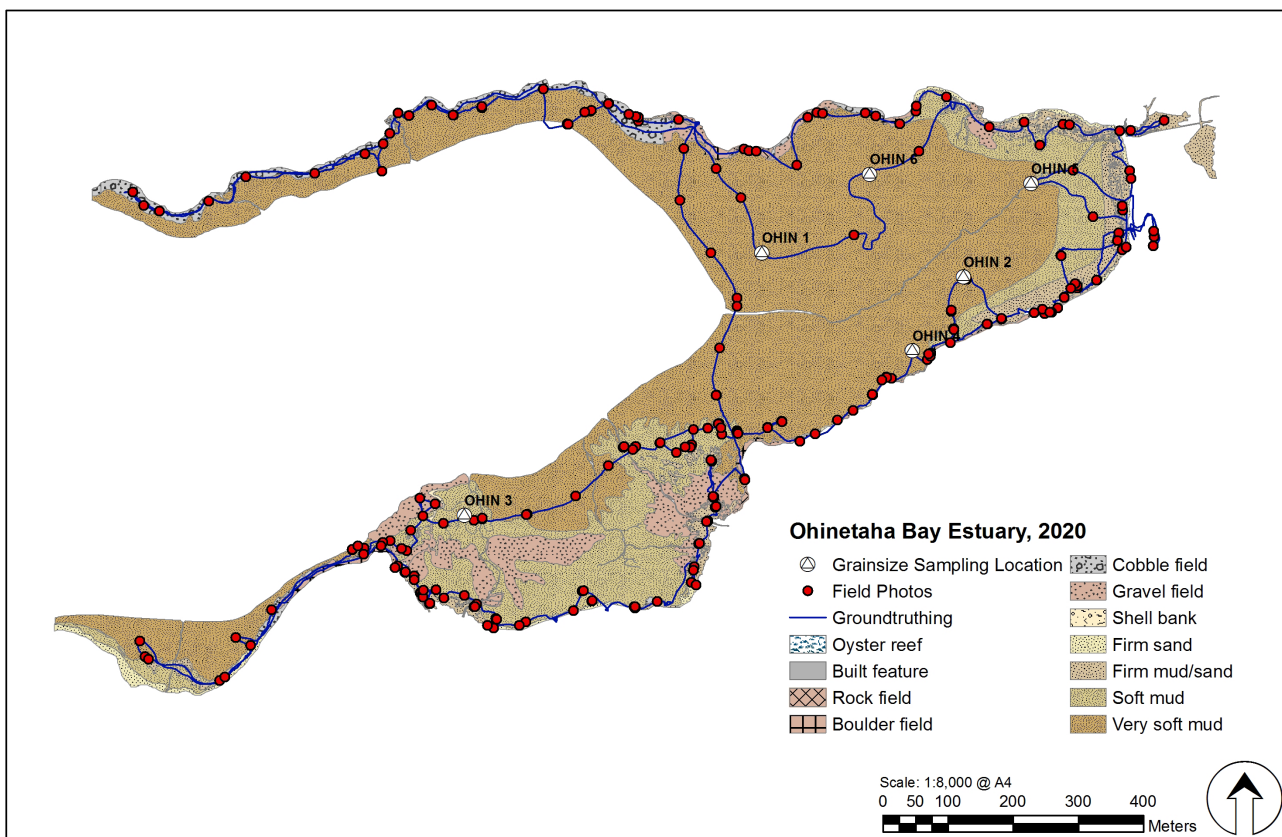 OHIN 6
OHIN 5
OHIN 1
OHIN 2
OHIN
OHIN 3
Ohinetaha Bay Estuary, 2020
Grainsize Sampling Location
Field Photos
Groundtruthing
Oyster reef
Built feature
Rock field
Boulder field
Cobble field
Gravel field
Shell bank
Firm sand
Firm mud/sand
Soft mud
Very soft mud
Scale: 1:8,000 @ A4
0 50 100 200 300 400
Meters